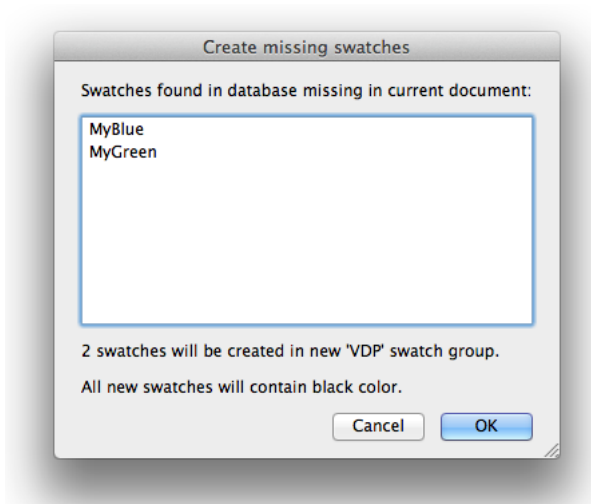 Create missing swatches
Swatches found in database missing in current document:
MyBlue
MyGreen
2 swatches will be created in new 'VDP' swatch group.
All new swatches will contain black color.
Cancel OK